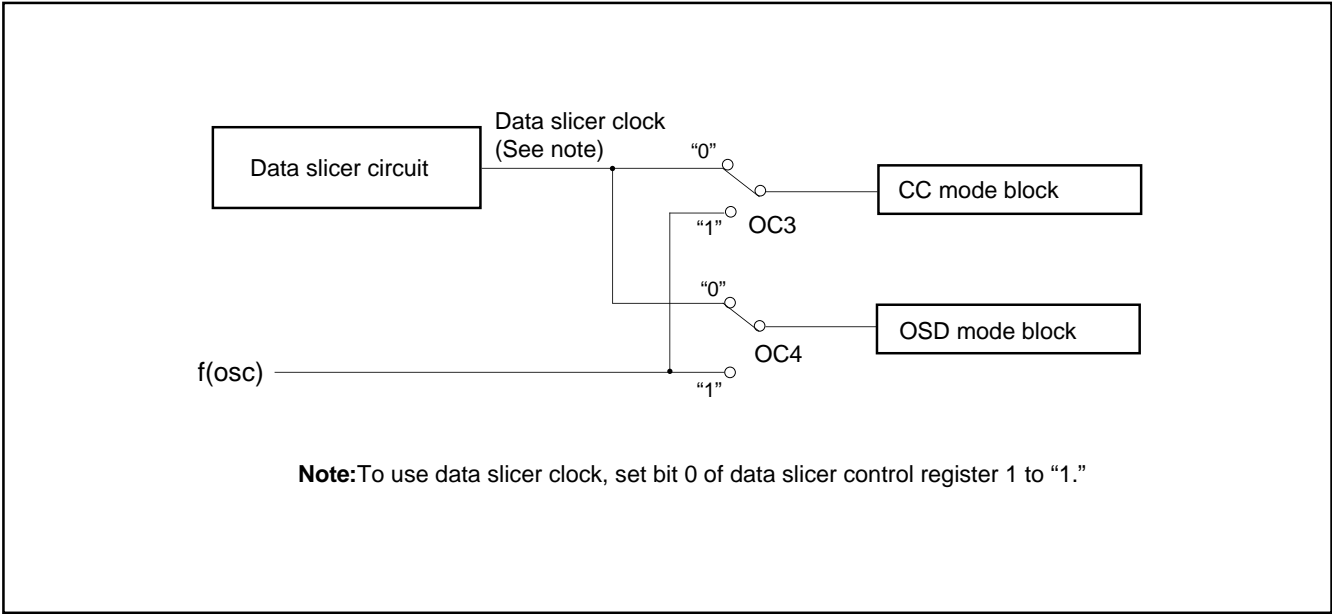 Data slicer clock
(See note)
Data slicer circuit
“0”
CC mode block
“1”
OC3
“0”
OSD mode block
OC4
f(osc)
“1”
Note:To use data slicer clock, set bit 0 of data slicer control register 1 to “1.”